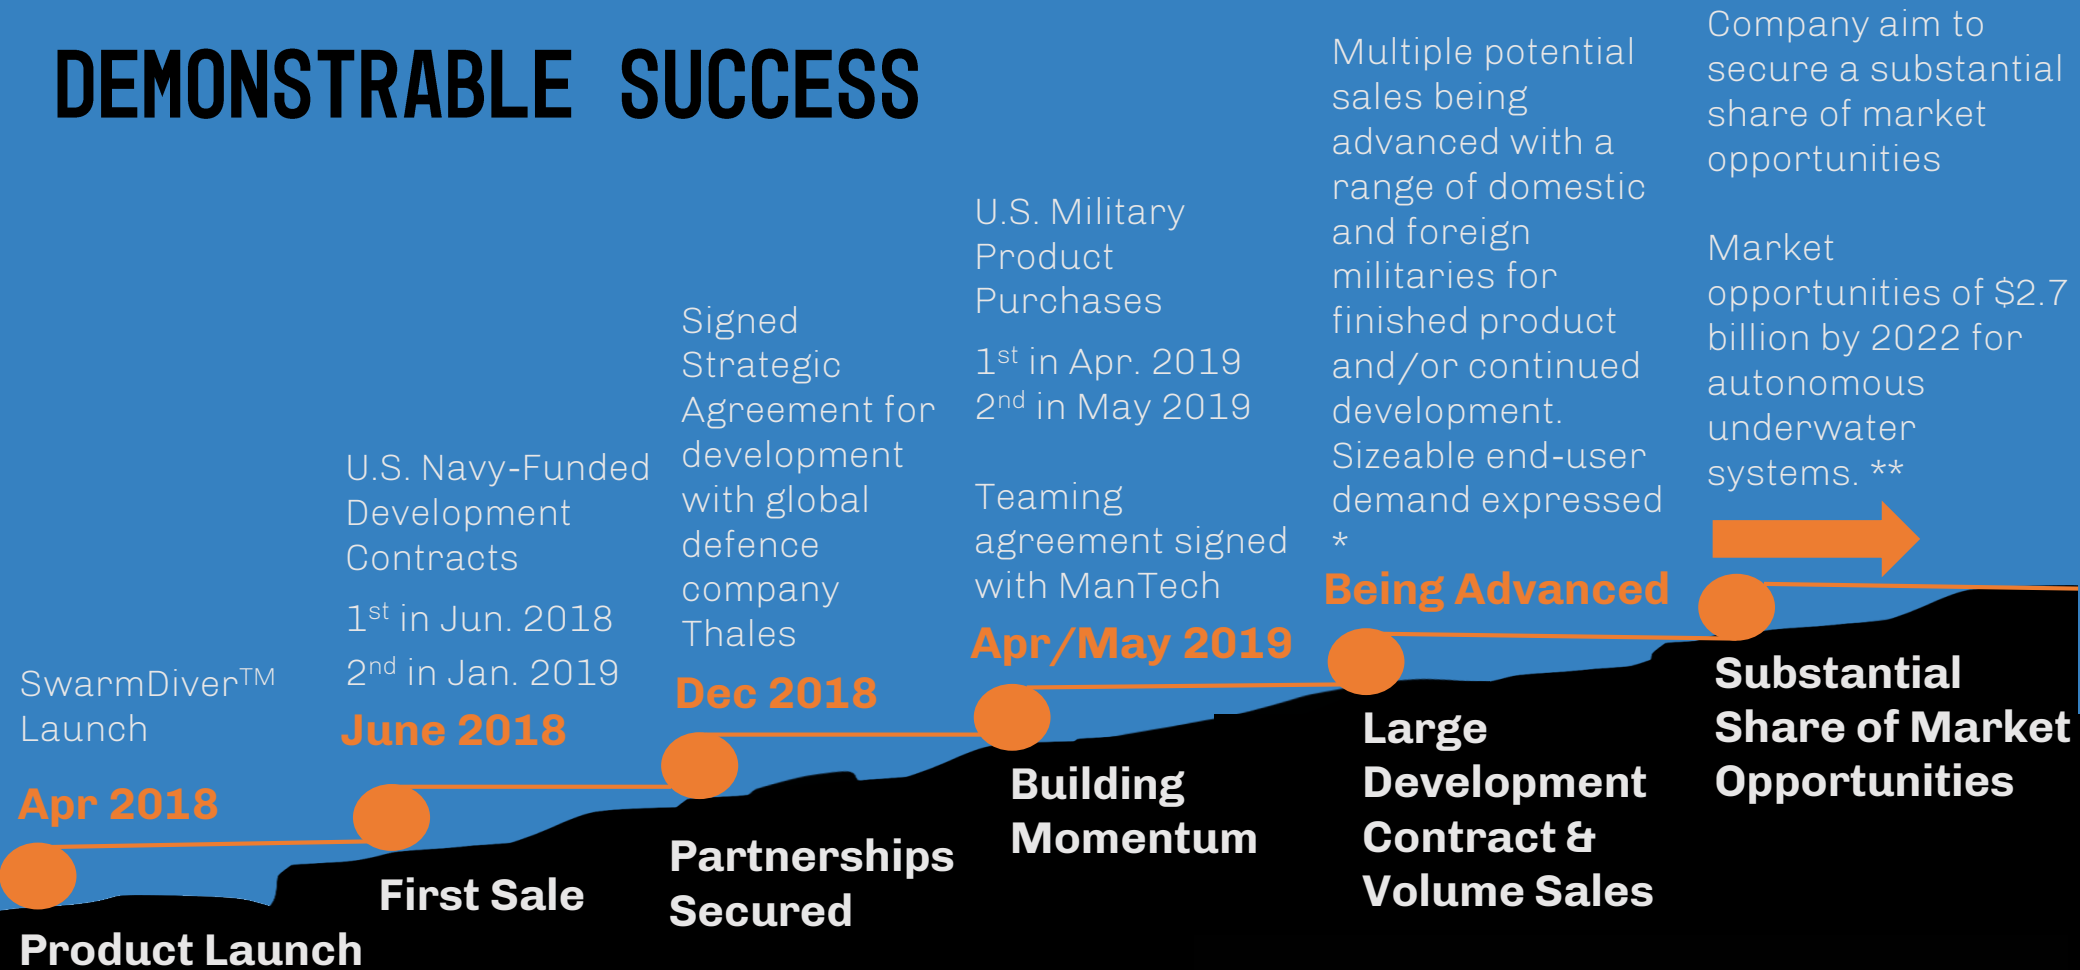 DEMONSTRABLE SUCCESS
SwarmDiver™
Launch
Apr 2018
Product Launch
U.S. Navy-Funded
Development
Contracts
1st in Jun. 2018
2nd in Jan. 2019
June 2018
First Sale
Signed
Strategic
Agreement for
development
with global
defence
company
Thales
Dec 2018
Partnerships
Secured
U.S. Military
Product
Purchases
1st in Apr. 2019
2nd in May 2019
Teaming
agreement signed
with ManTech
Apr/May 2019
Building
Momentum
Multiple potential
sales being
advanced with a
range of domestic
and foreign
militaries for
finished product
and/or continued
development.
Sizeable end-user
demand expressed
*
Being Advanced
Large
Development
Contract &
Volume Sales
Company aim to
secure a substantial
share of market
opportunities
Market
opportunities of $2.7
billion by 2022 for
autonomous
underwater
systems. **
Substantial
Share of Market
Opportunities